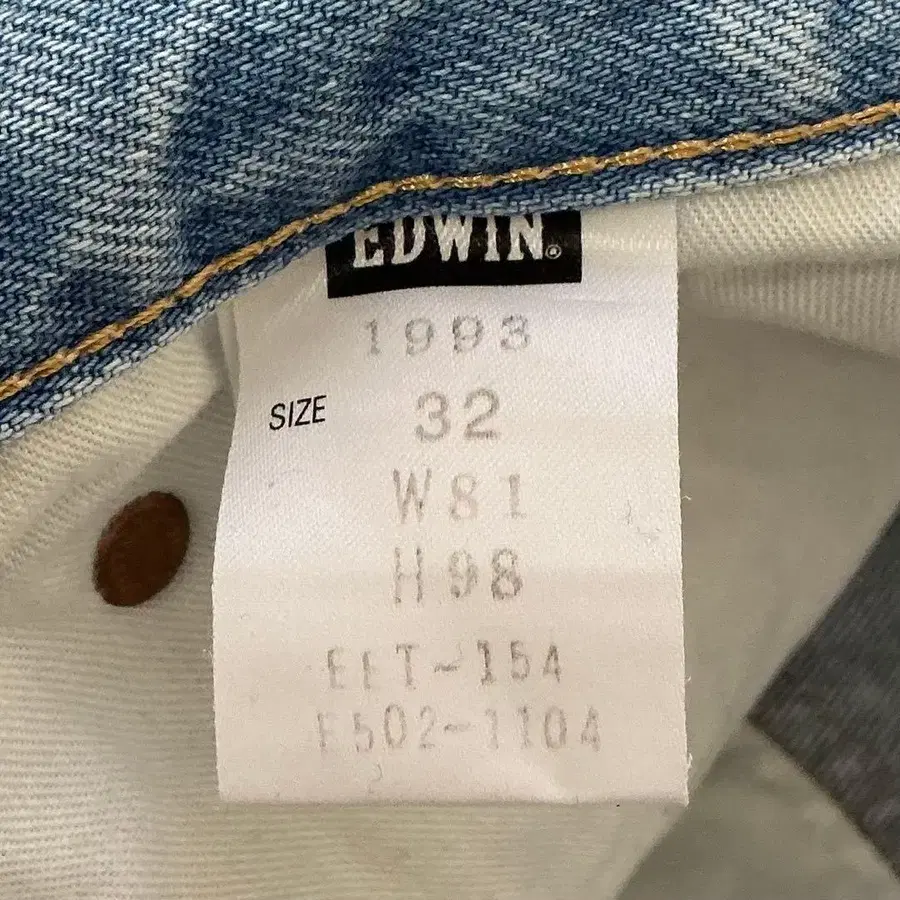 EDWIN®
1993
SIZE 32
W81
H98
EET-154
E502-1104